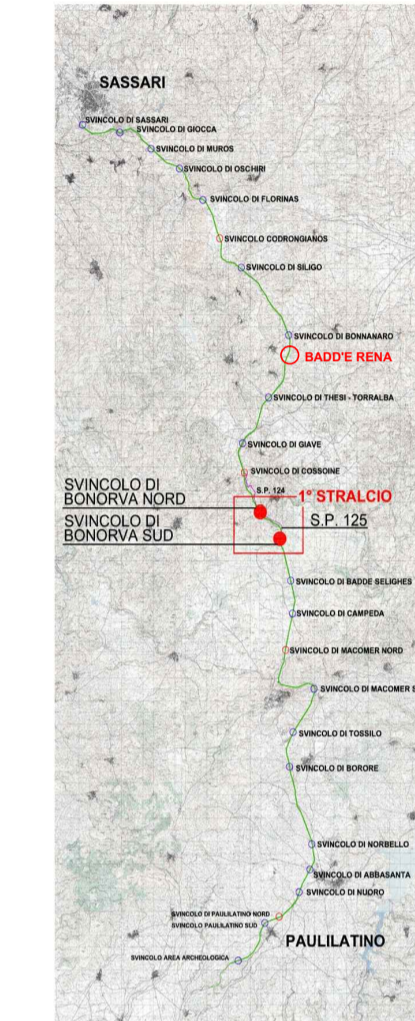 SASSARI
SVINCOLO DI SASSARI
SVINCOLO DI GIOCCA
SVINCOLO DI MUROS
SVINCOLO DI OSCHIRI
SVINCOLO DI FLORINAS
SVINCOLO CODRONGIANOS
SVINCOLO DI SILIGO
SVINCOLO DI BONNANARO
BADD'E RENA
SVINCOLO DI THESI - TORRALBA
SVINCOLO DI GIAVE
SVINCOLO DI COSSOINE
SVINCOLO DI
BONORVA NORD
S.P. 124
1° STRALCIO
SVINCOLO DI
BONORVA SUD
S.P. 125
SVINCOLO DI BADDE SELIGHES
SVINCOLO DI CAMPEDA
SVINCOLO DI MACOMER NORD
SVINCOLO DI MACOMER S
SVINCOLO DI TOSSILO
SVINCOLO DI BORORE
SVINCOLO DI NORBELLO
SVINCOLO DI ABBASANTA
SVINCOLO DI NUORO
SVINCOLO DI PAULILATINO NORD
SVINCOLO PAULILATINO SUD
PAULILATINO
SVINCOLO AREA ARCHEOLOGICA